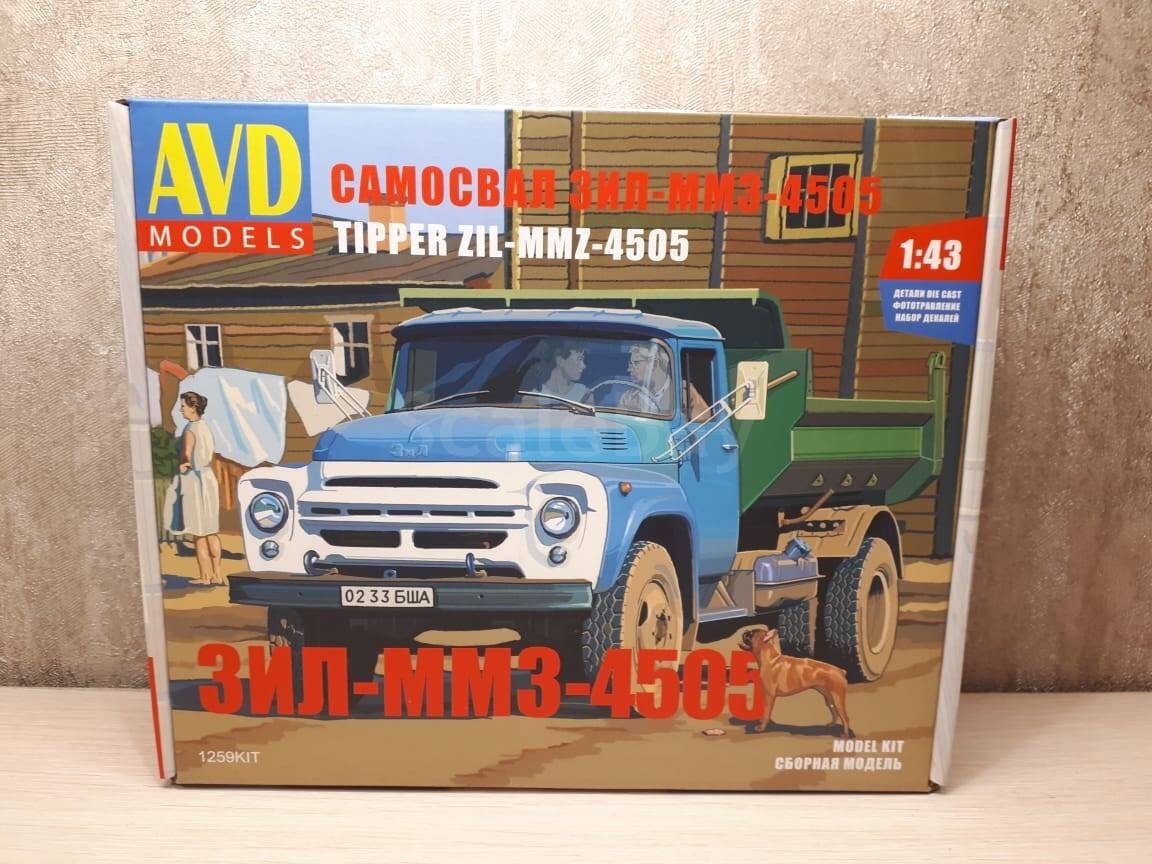 AVD
MODELS
САМОСВАЛ ЗИЛ-ММЗ-4505
TIPPER ZIL-MMZ-4505
1:43
ДЕТАЛИ DIE CAST
ФОТОТРАВЛЕНИЕ
НАБОР ДЕКАЛЕЙ
ЗИЛ
02 33 БША
ЗИЛ-ММЗ-4505
1259KIT
MODEL KIT
СБОРНАЯ МОДЕЛЬ